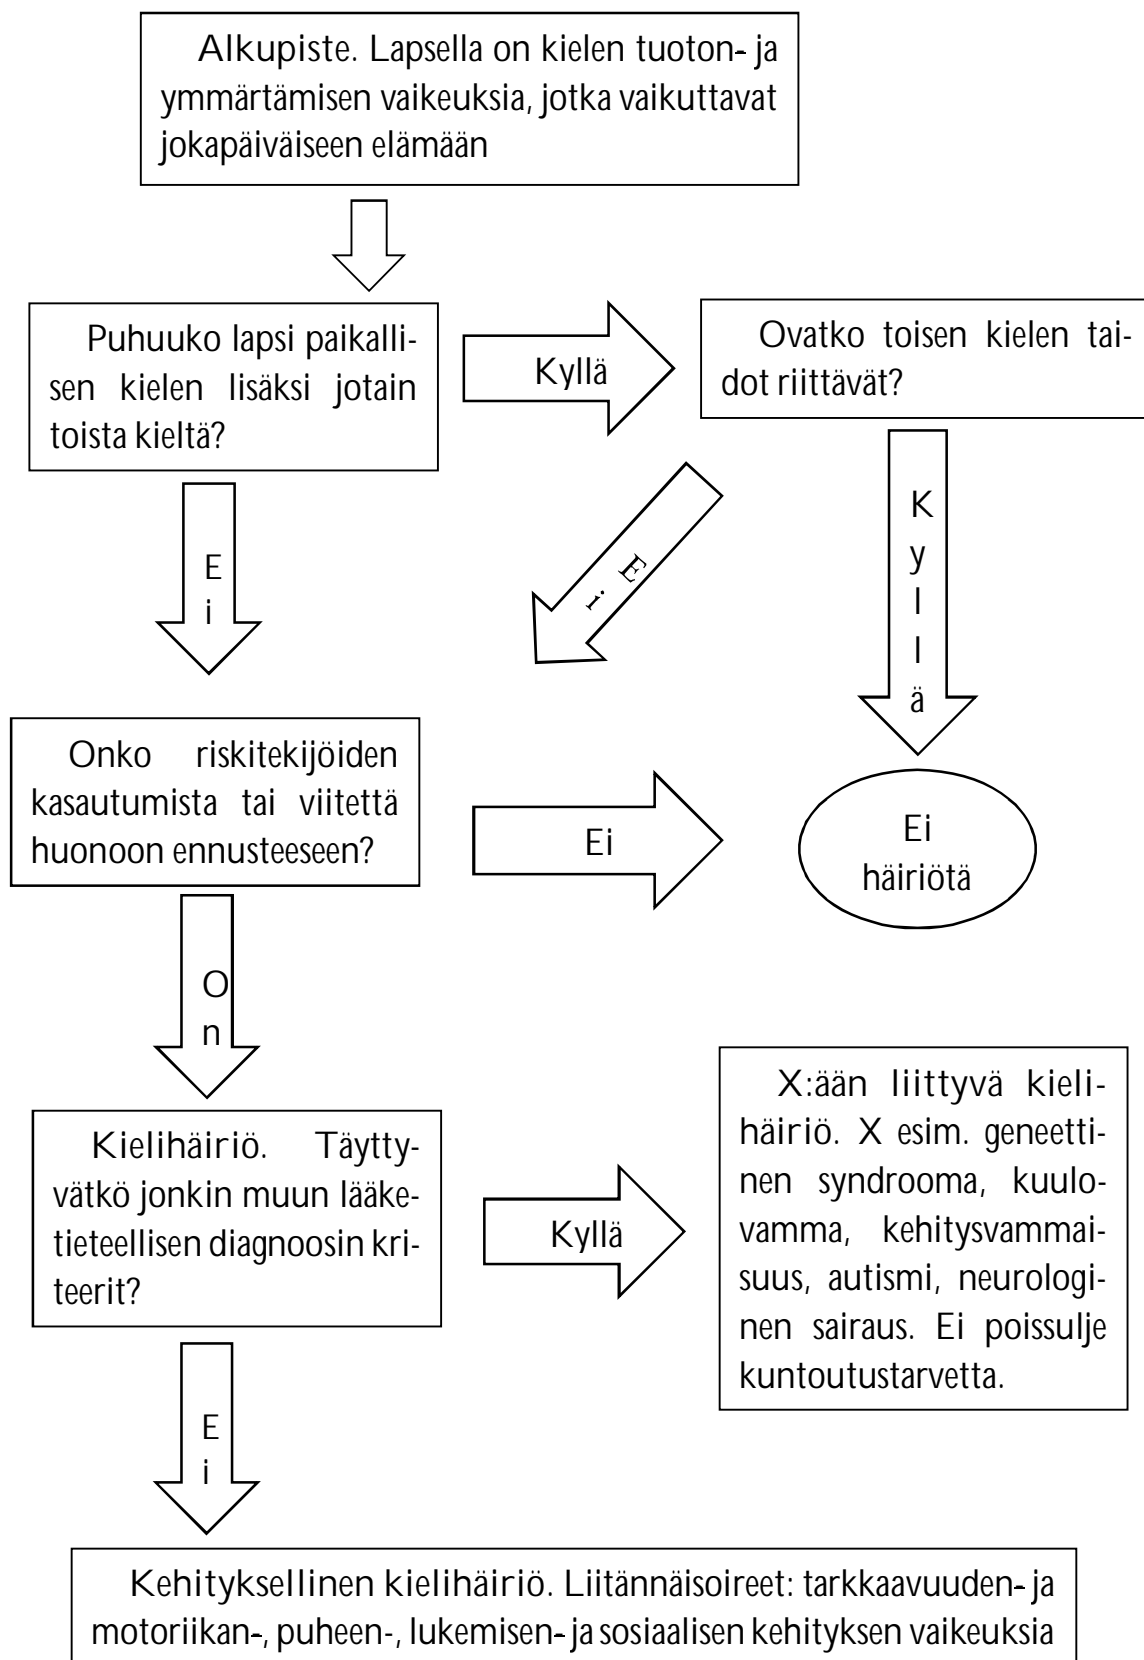 Alkupiste. Lapsella on kielen tuoton- ja
ymmärtämisen vaikeuksia, jotka vaikuttavat
jokapäiväiseen elämään
Puhuuko lapsi paikalli-
sen kielen lisäksi jotain
toista kieltä?
Kyllä
Ovatko toisen kielen tai-
dot riittävät?
Ei
Ei
Kyllä
Onko riskitekijöiden
kasautumista tai viitettä
huonoon ennusteeseen?
Ei
Ei
häiriötä
On
Kielihäiriö. Täytty-
vätkö jonkin muun lääke-
tieteellisen diagnoosin kri-
teerit?
Kyllä
X:ään liittyvä kieli-
häiriö. X esim. geneetti-
nen syndrooma, kuulo-
vamma, kehitysvammai-
suus, autismi, neurologi-
nen sairaus. Ei poissulje
kuntoutustarvetta.
Ei
Kehityksellinen kielihäiriö. Liitännäisoireet: tarkkaavuuden- ja
motoriikan-, puheen-, lukemisen- ja sosiaalisen kehityksen vaikeuksia